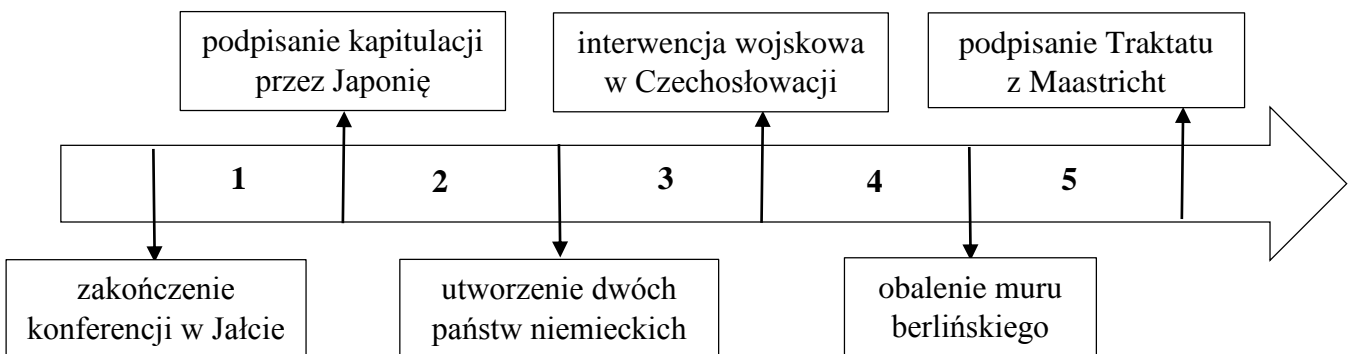 podpisanie kapitulacji
przez Japonię
interwencja wojskowa
w Czechosłowacji
podpisanie Traktatu
z Maastricht
1
2
3
4
5
zakończenie
konferencji w Jałcie
utworzenie dwóch
państw niemieckich
obalenie muru
berlińskiego